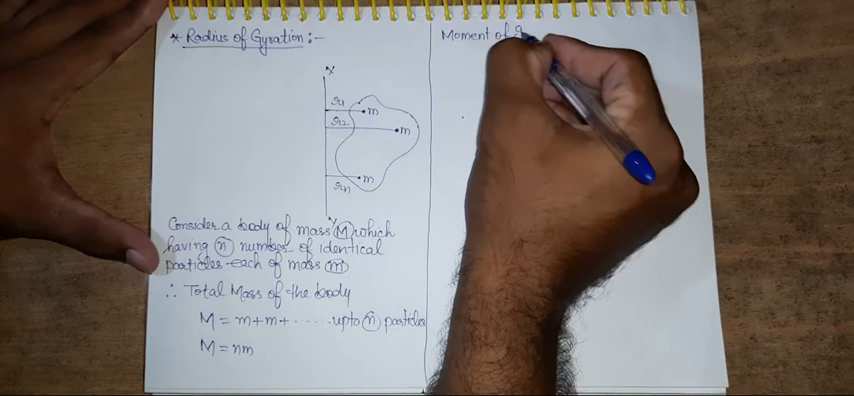 * Radius of Gyration :-
X
r1
m
r2
m
rn
m
Y
Consider a body of mass M which
having n number of identical
particles each of mass m
∴ Total Mass of the body
M = m+m+ ...... upto n particles
M = nm
Moment of